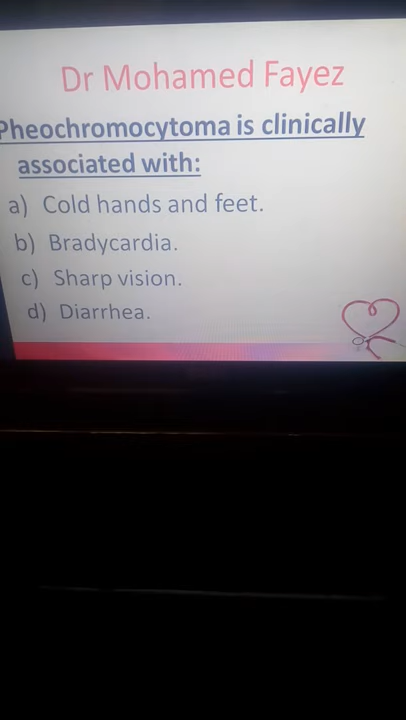 Dr Mohamed Fayez
Pheochromocytoma is clinically
associated with:
a) Cold hands and feet.
b) Bradycardia.
c) Sharp vision.
d) Diarrhea.